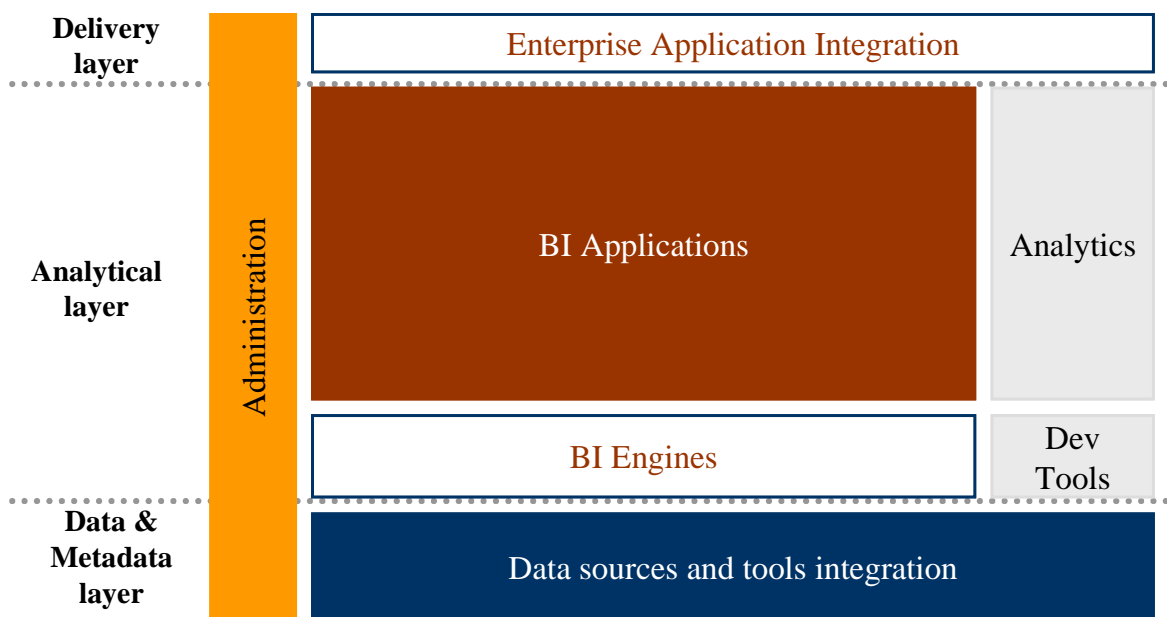 Delivery
layer
Enterprise Application Integration
Administration
Analytical
layer
BI Applications
Analytics
BI Engines
Dev
Tools
Data &
Metadada
layer
Data sources and tools integration